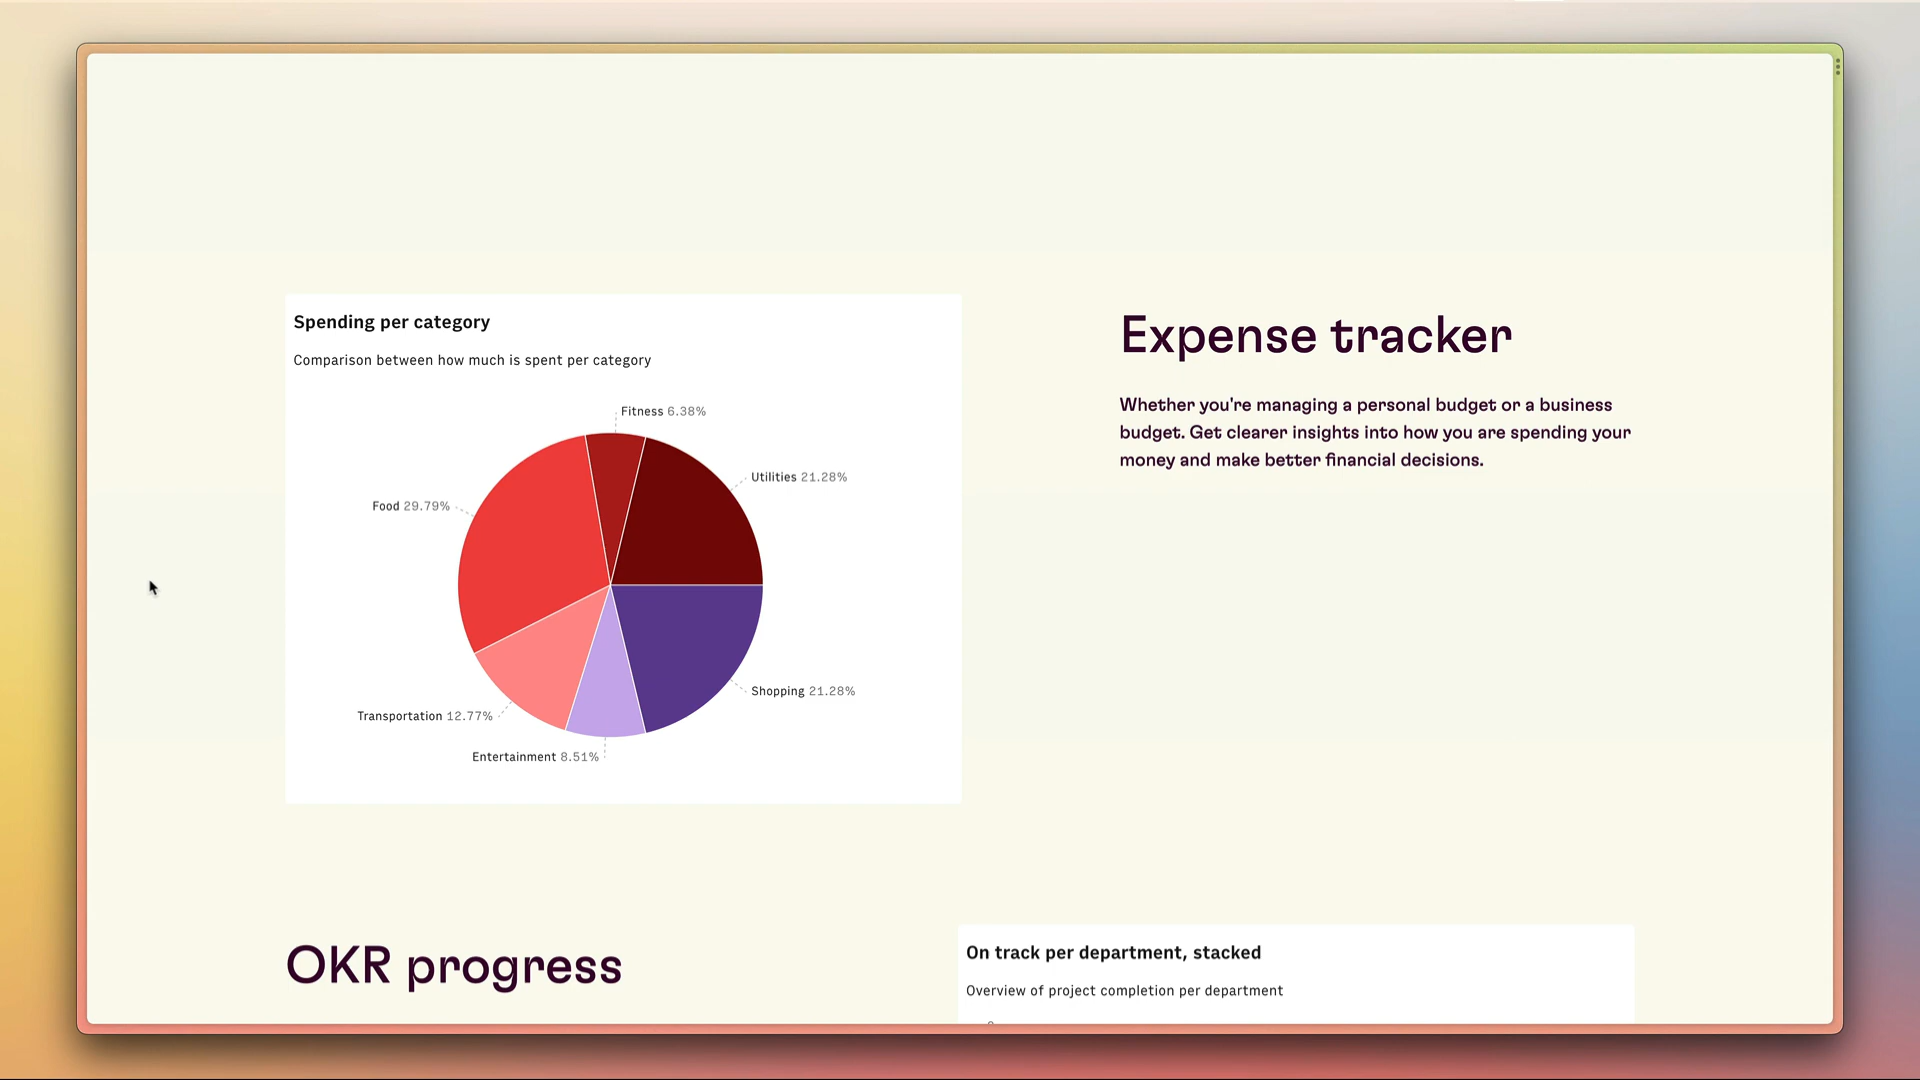 Spending per category
Comparison between how much is spent per category
Fitness 6.38%
Utilities 21.28%
Food 29.79%
Shopping 21.28%
Transportation 12.77%
Entertainment 8.51%
Expense tracker
Whether you're managing a personal budget or a business
budget. Get clearer insights into how you are spending your
money and make better financial decisions.
OKR progress
On track per department, stacked
Overview of project completion per department